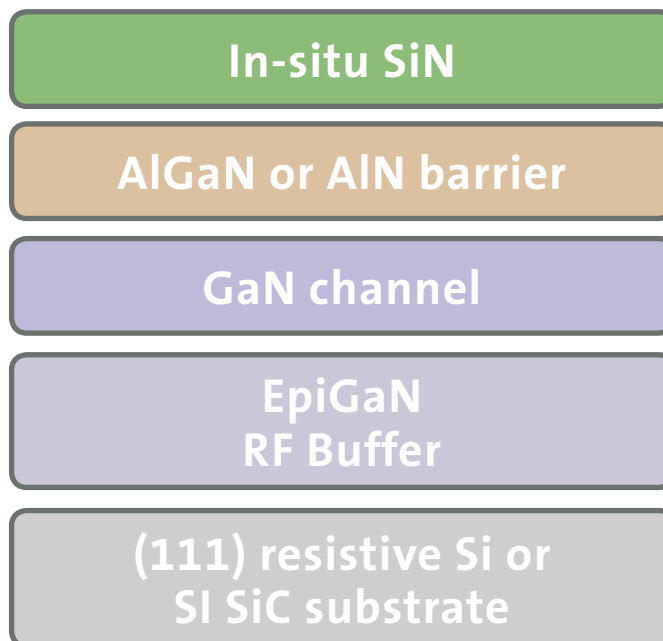 In-situ SiN
AlGaN or AlN barrier
GaN channel
EpiGaN
RF Buffer
(111) resistive Si or
SI SiC substrate